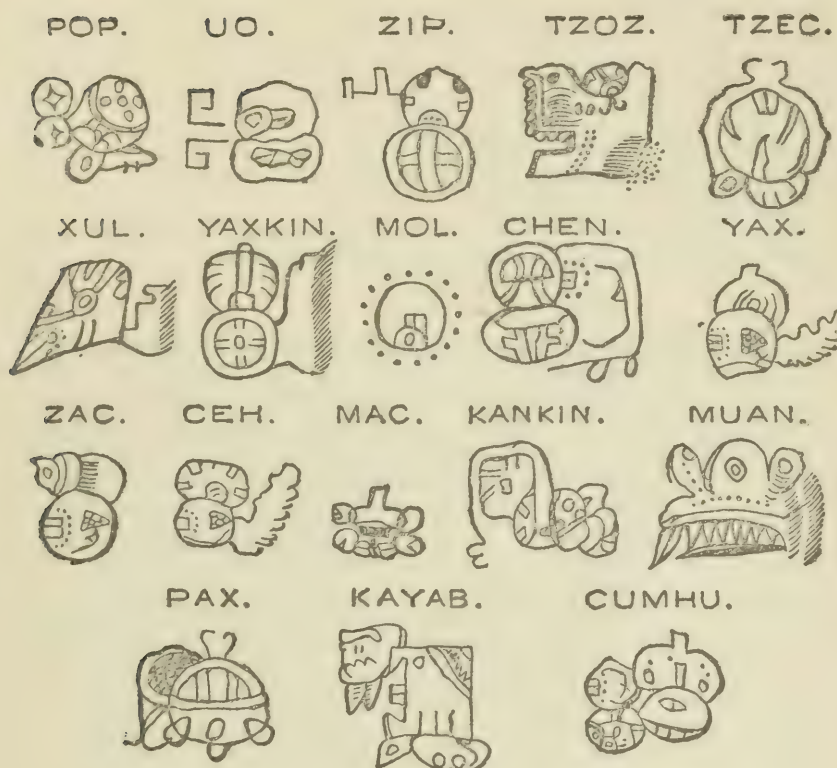 POP. UO. ZIP. TZOZ. TZEC.
XUL. YAXKIN. MOL. CHEN. YAX.
ZAC. CEH. MAC. KANKIN. MUAN.
PAX. KAYAB. CUMHU.